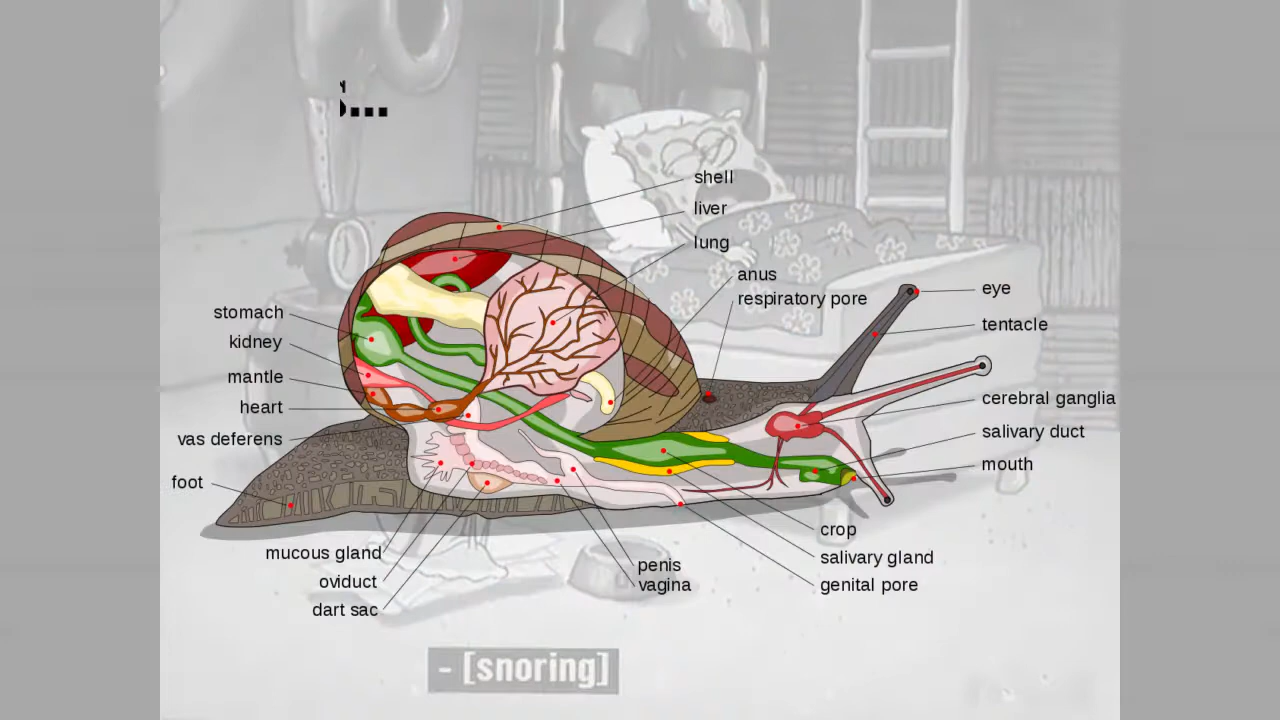 shell
liver
lung
anus
respiratory pore
eye
tentacle
stomach
kidney
mantle
heart
cerebral ganglia
vas deferens
salivary duct
mouth
foot
crop
mucous gland
salivary gland
penis
oviduct
vagina
genital pore
dart sac
- [snoring]